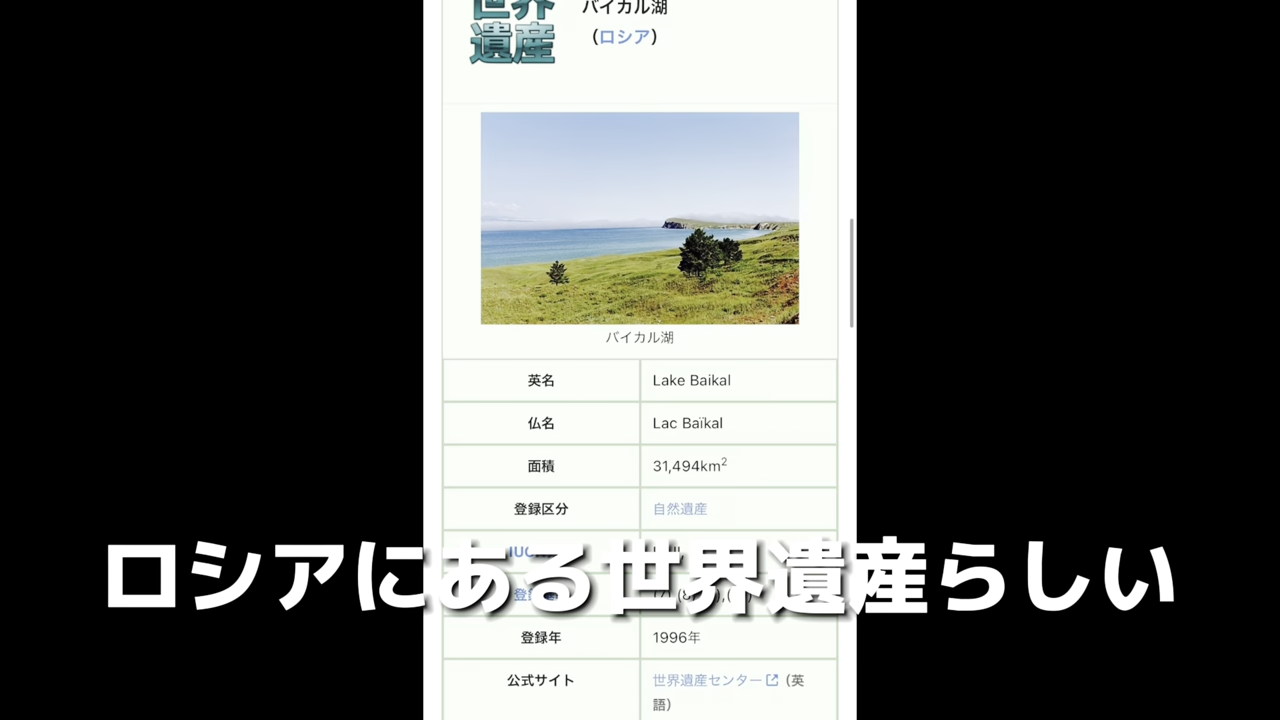 世界
遺産
バイカル湖
（ロシア）
バイカル湖
英名 Lake Baikal
仏名 Lac Baïkal
面積 31,494km2
登録区分 自然遺産
ロシアにある世界遺産らしい
登録年 1996年
公式サイト 世界遺産センター（英
語）